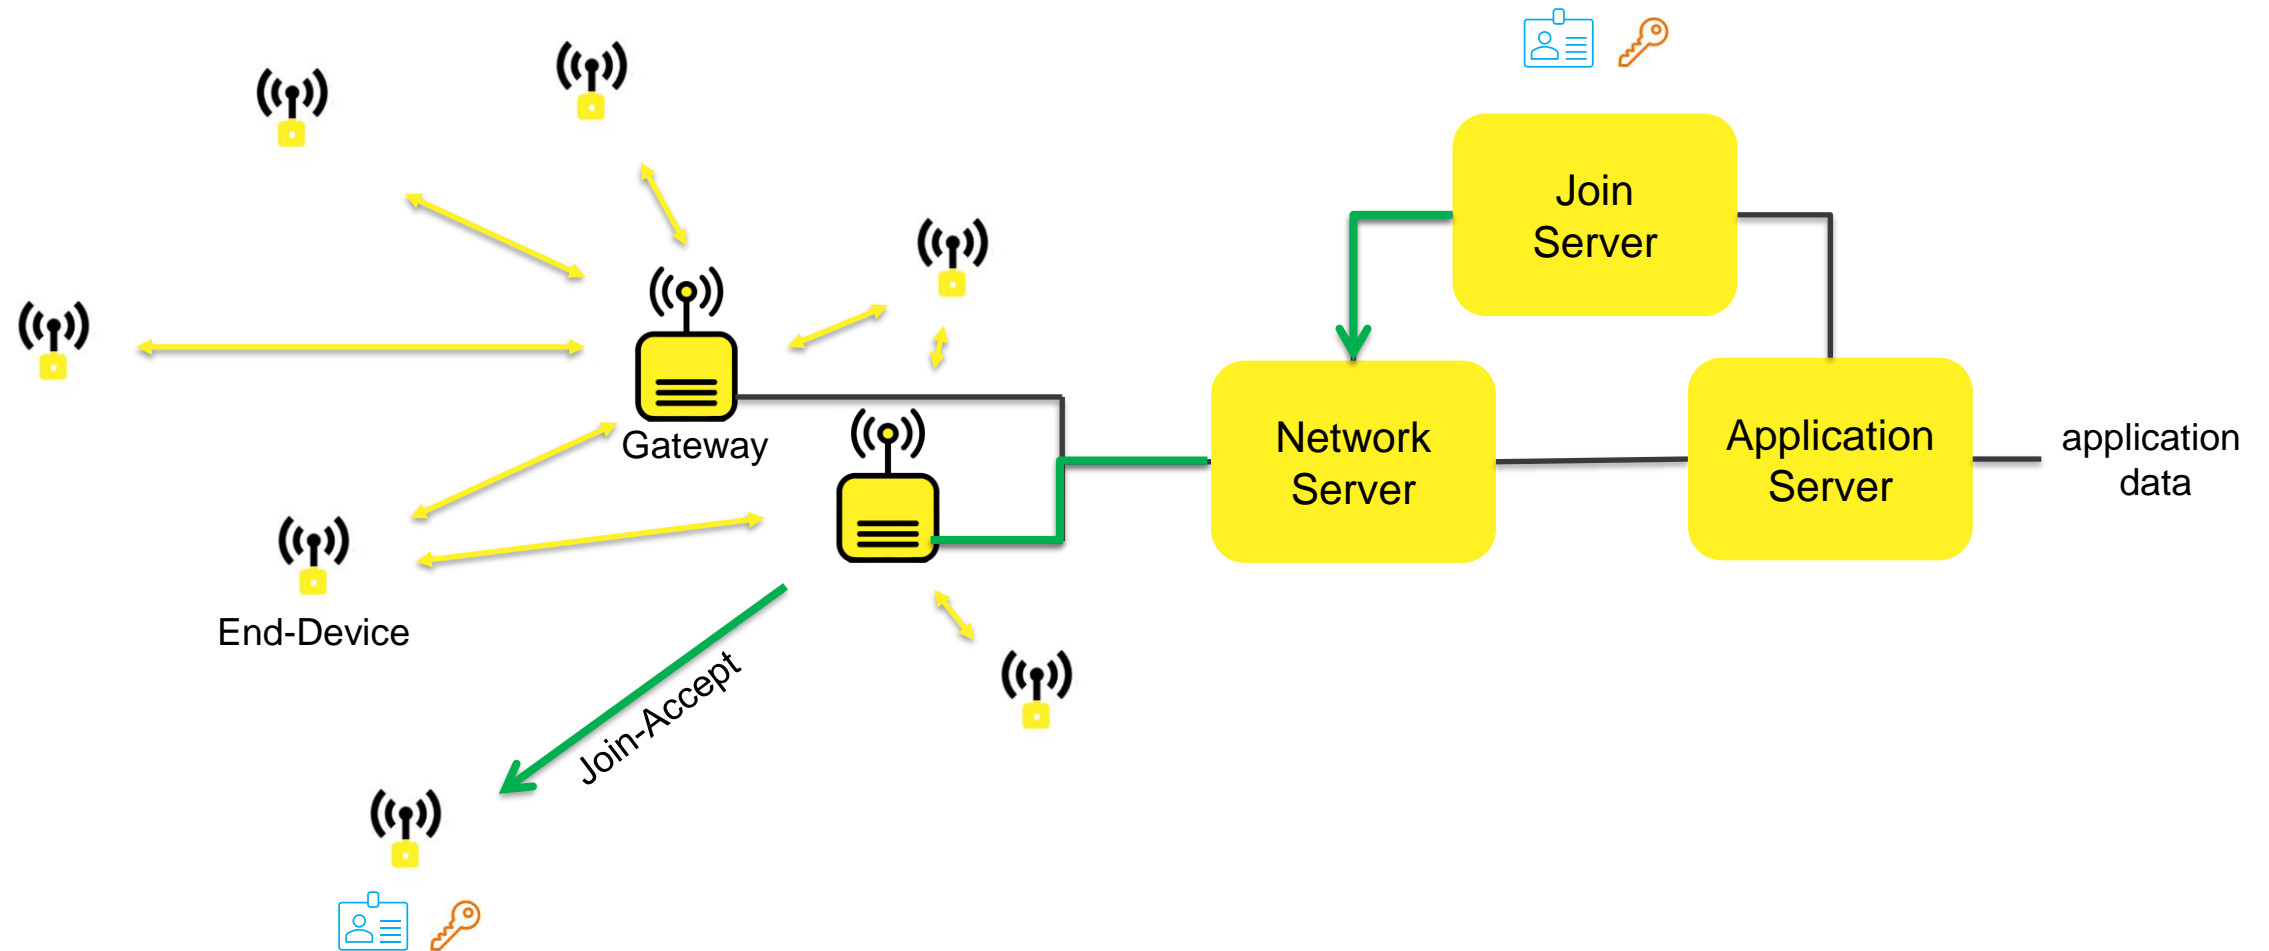 Join
Server
Gateway
Network
Server
Application
Server
application
data
End-Device
Join-Accept